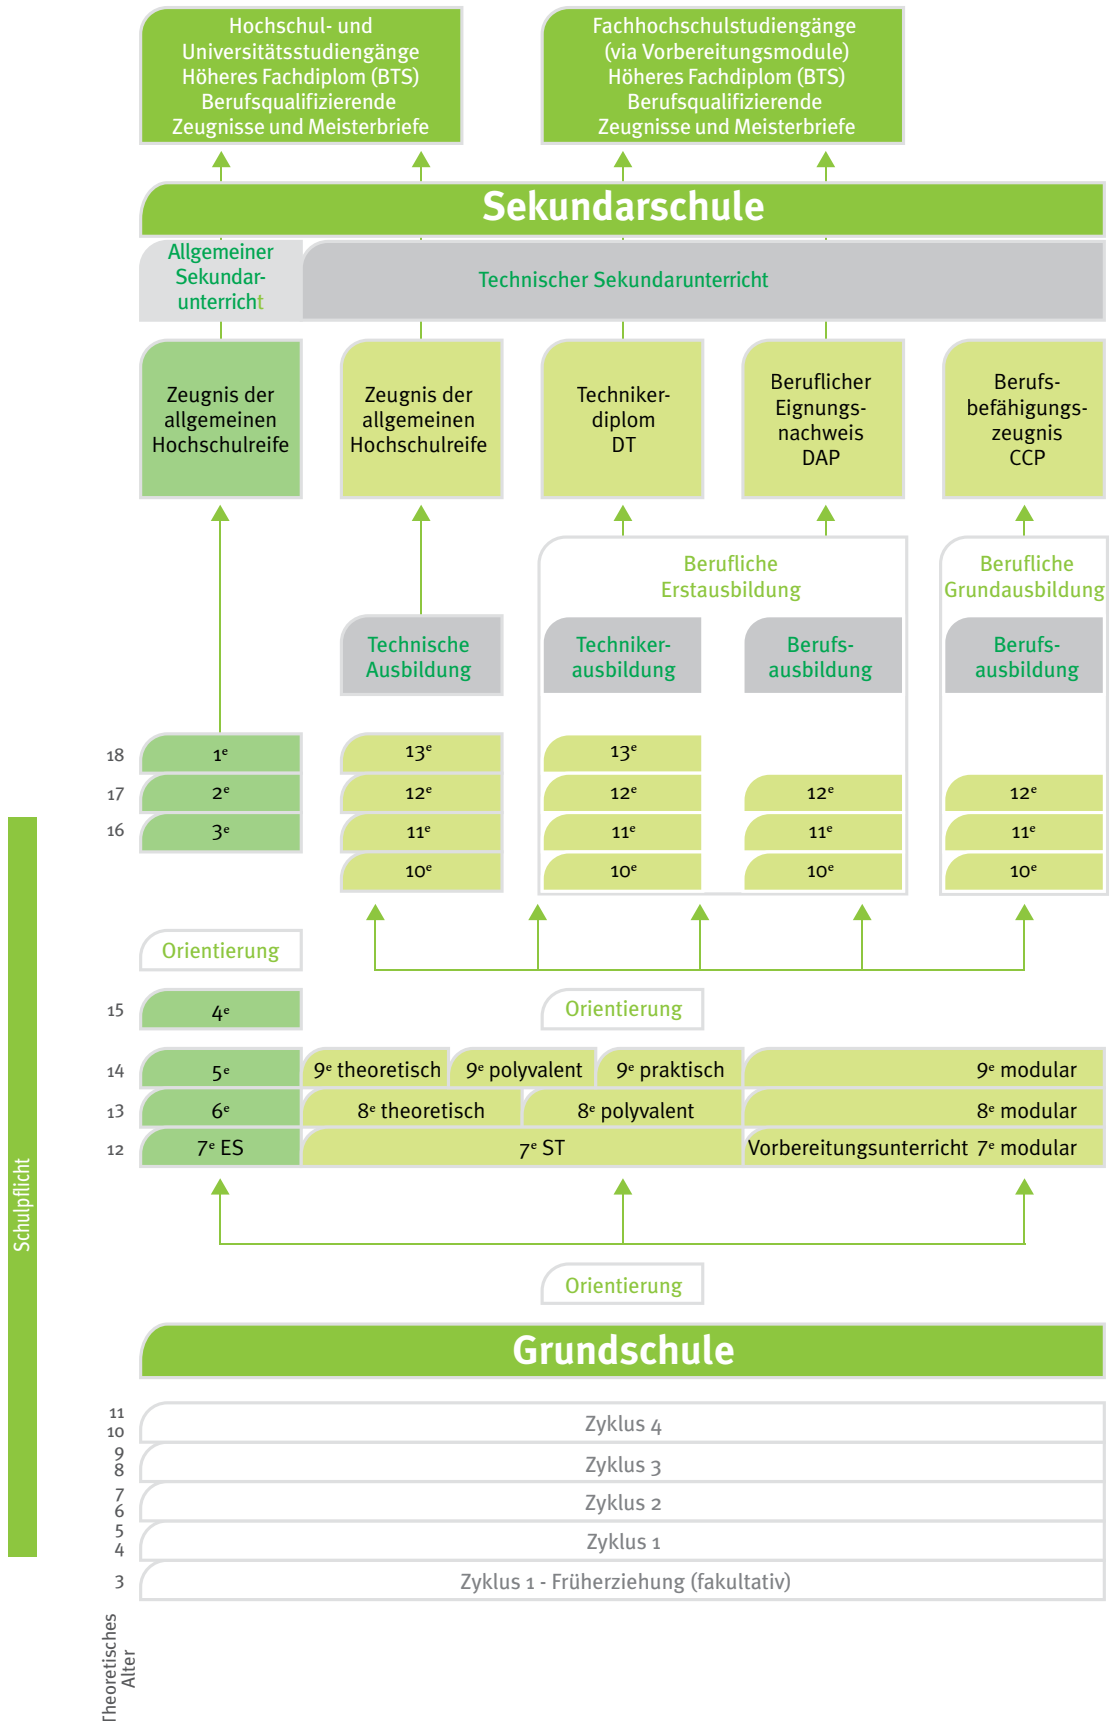 Hochschul- und
Universitätsstudiengänge
Höheres Fachdiplom (BTS)
Berufsqualifizierende
Zeugnisse und Meisterbriefe
Fachhochschulstudiengänge
(via Vorbereitungsmodule)
Höheres Fachdiplom (BTS)
Berufsqualifizierende
Zeugnisse und Meisterbriefe
Sekundarschule
Allgemeiner
Sekundar-
unterricht
Technischer Sekundarunterricht
Zeugnis der
allgemeinen
Hochschulreife
Zeugnis der
allgemeinen
Hochschulreife
Techniker-
diplom
DT
Beruflicher
Eignungs-
nachweis
DAP
Berufs-
befähigungs-
zeugnis
CCP
Berufliche
Erstausbildung
Berufliche
Grundausbildung
Technische
Ausbildung
Techniker-
ausbildung
Berufs-
ausbildung
Berufs-
ausbildung
18 1e 13e 13e
17 2e 12e 12e 12e 12e
16 3e 11e 11e 11e 11e
10e 10e 10e 10e
Orientierung
15 4e Orientierung
14 5e 9e theoretisch 9e polyvalent 9e praktisch 9e modular
13 6e 8e theoretisch 8e polyvalent 8e modular
12 7e ES 7e ST Vorbereitungsunterricht 7e modular
Schulpflicht
Orientierung
Grundschule
11
10
Zyklus 4
9
8
Zyklus 3
7
6
Zyklus 2
5
4
Zyklus 1
3 Zyklus 1 - Früherziehung (fakultativ)
Theoretisches
Alter